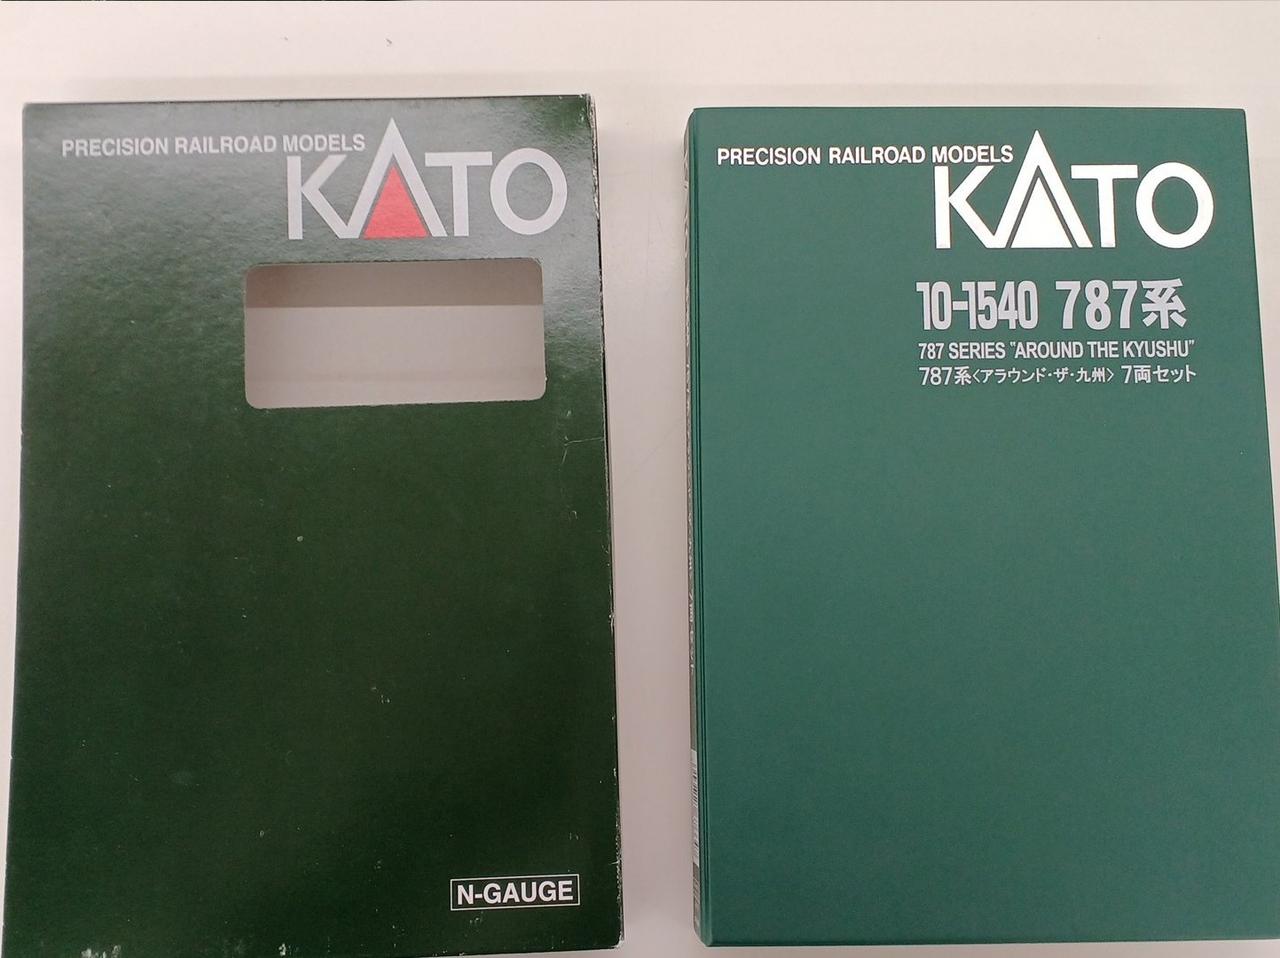 PRECISION RAILROAD MODELS
KATO
N-GAUGE
PRECISION RAILROAD MODELS
KATO
10-1540 787系
787 SERIES "AROUND THE KYUSHU"
787系〈アラウンド・ザ・九州〉 7両セット